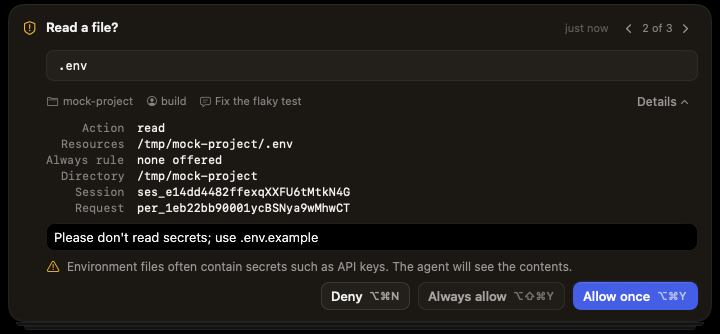 Read a file?
just now
2 of 3
.env
mock-project
build
Fix the flaky test
Details
Action read
Resources /tmp/mock-project/.env
Always rule none offered
Directory /tmp/mock-project
Session ses_e14dd4482ffexqXXFU6tMtkN4G
Request per_1eb22bb90001ycBSNya9wMhwCT
Please don't read secrets; use .env.example
Environment files often contain secrets such as API keys. The agent will see the contents.
Deny ⌥⌘N
Always allow ⌥⇧⌘Y
Allow once ⌥⌘Y